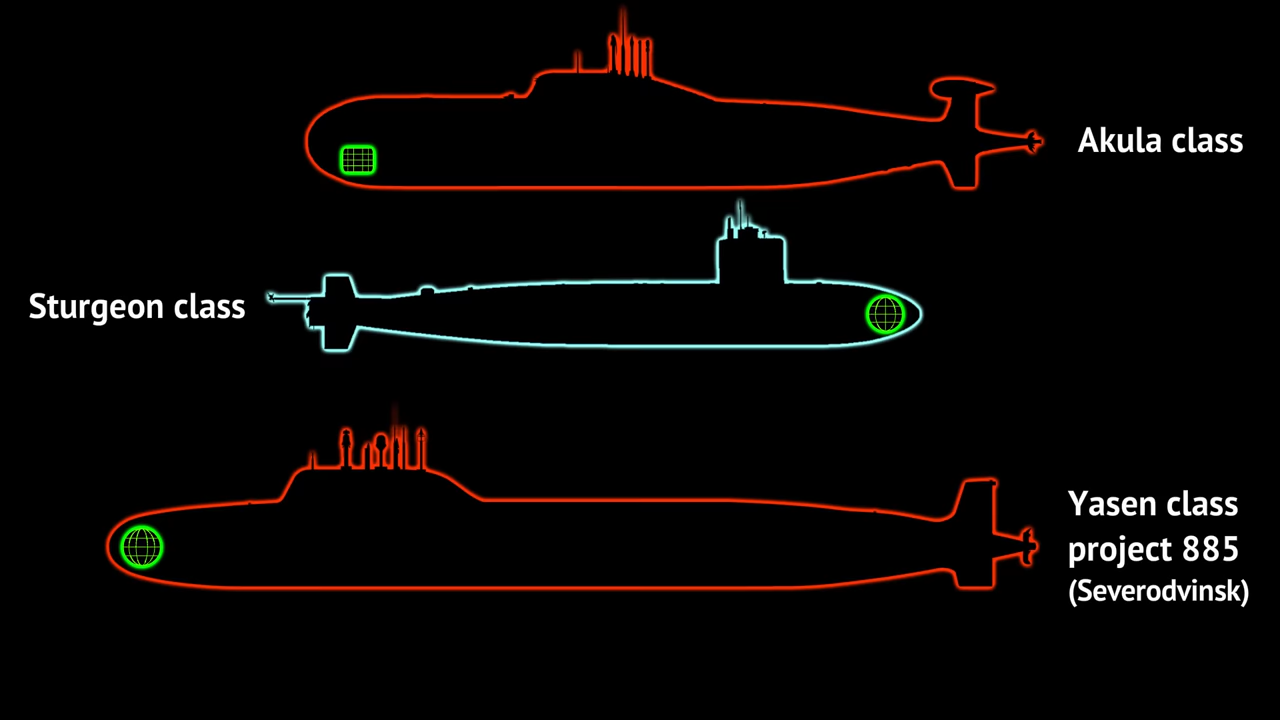 Akula class
Sturgeon class
Yasen class
project 885
(Severodvinsk)